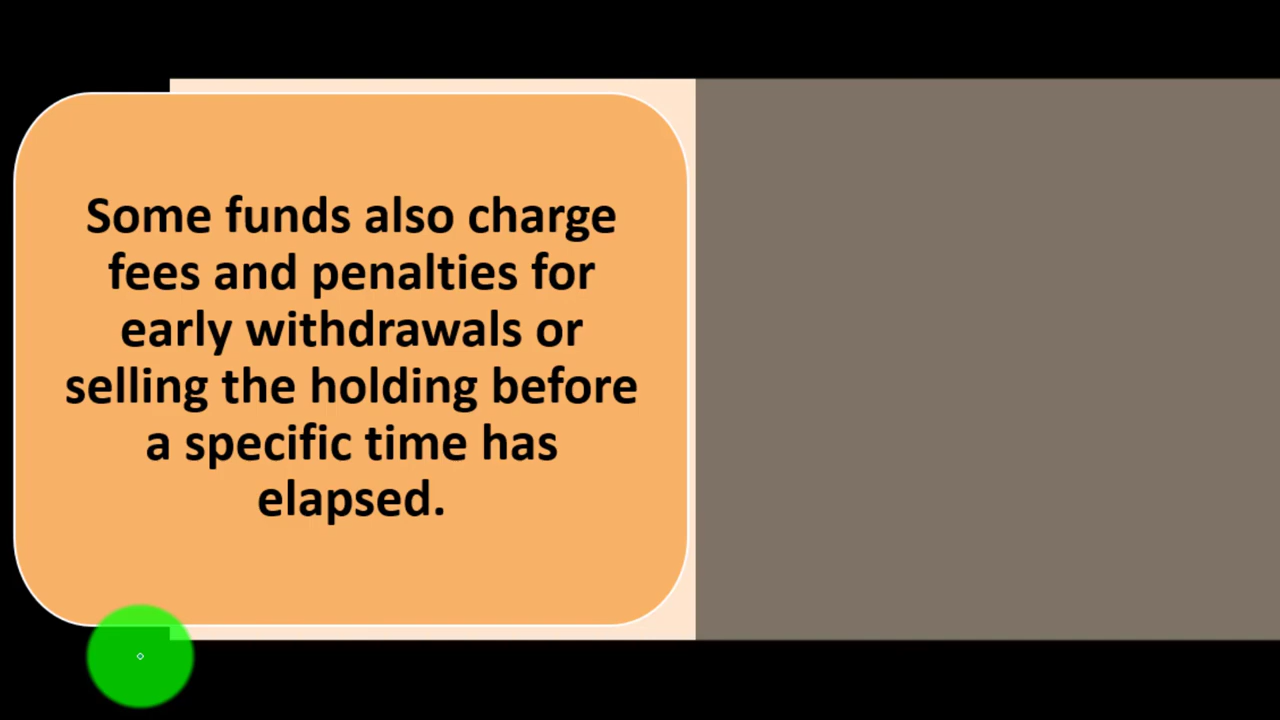 Some funds also charge
fees and penalties for
early withdrawals or
selling the holding before
a specific time has
elapsed.